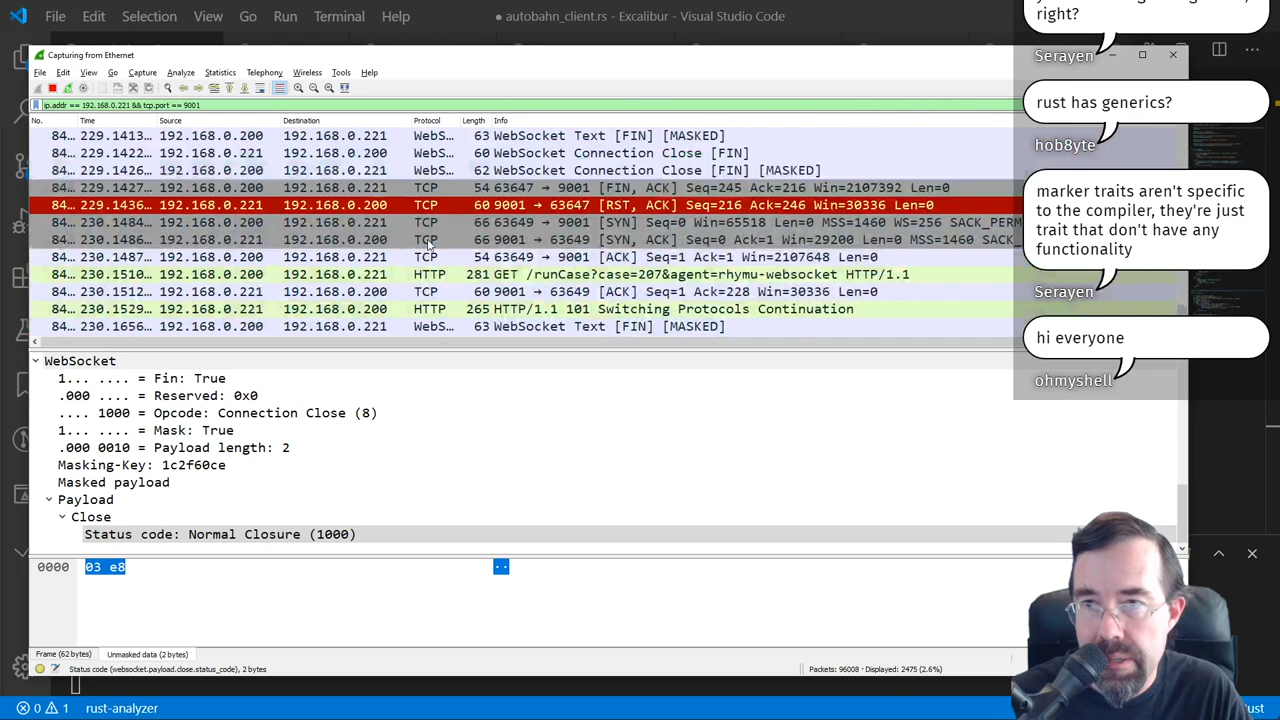 File Edit Selection View Go Run Terminal Help ● autobahn_client.rs - Excalibur - Visual Studio Code
right?
Serayen
rust has generics?
hob8yte
marker traits aren't specific
to the compiler, they're just
trait that don't have any
functionality
Serayen
hi everyone
ohmyshell
Capturing from Ethernet
File Edit View Go Capture Analyze Statistics Telephony Wireless Tools Help
ip.addr == 192.168.0.221 && tcp.port == 9001
No. Time Source Destination Protocol Length Info
84… 229.1413… 192.168.0.200 192.168.0.221 WebS… 63 WebSocket Text [FIN] [MASKED]
84… 229.1422… 192.168.0.221 192.168.0.200 WebS… 60 WebSocket Connection Close [FIN]
84… 229.1426… 192.168.0.200 192.168.0.221 WebS… 62 WebSocket Connection Close [FIN] [MASKED]
84… 229.1427… 192.168.0.200 192.168.0.221 TCP 54 63647 → 9001 [FIN, ACK] Seq=245 Ack=216 Win=2107392 Len=0
84… 229.1436… 192.168.0.221 192.168.0.200 TCP 60 9001 → 63647 [RST, ACK] Seq=216 Ack=246 Win=30336 Len=0
84… 230.1484… 192.168.0.200 192.168.0.221 TCP 66 63649 → 9001 [SYN] Seq=0 Win=65518 Len=0 MSS=1460 WS=256 SACK_PERM
84… 230.1486… 192.168.0.221 192.168.0.200 TCP 66 9001 → 63649 [SYN, ACK] Seq=0 Ack=1 Win=29200 Len=0 MSS=1460 SACK_
84… 230.1487… 192.168.0.200 192.168.0.221 TCP 54 63649 → 9001 [ACK] Seq=1 Ack=1 Win=2107648 Len=0
84… 230.1510… 192.168.0.200 192.168.0.221 HTTP 281 GET /runCase?case=207&agent=rhymu-websocket HTTP/1.1
84… 230.1512… 192.168.0.221 192.168.0.200 TCP 60 9001 → 63649 [ACK] Seq=1 Ack=228 Win=30336 Len=0
84… 230.1529… 192.168.0.221 192.168.0.200 HTTP 265 HTTP/1.1 101 Switching Protocols Continuation
84… 230.1656… 192.168.0.200 192.168.0.221 WebS… 63 WebSocket Text [FIN] [MASKED]
WebSocket
1... .... = Fin: True
.000 .... = Reserved: 0x0
.... 1000 = Opcode: Connection Close (8)
1... .... = Mask: True
.000 0010 = Payload length: 2
Masking-Key: 1c2f60ce
Masked payload
Payload
Close
Status code: Normal Closure (1000)
0000 03 e8 ··
Frame (62 bytes) Unmasked data (2 bytes)
Status code (websocket.payload.close.status_code), 2 bytes Packets: 96008 · Displayed: 2475 (2.6%)
0 1 rust-analyzer